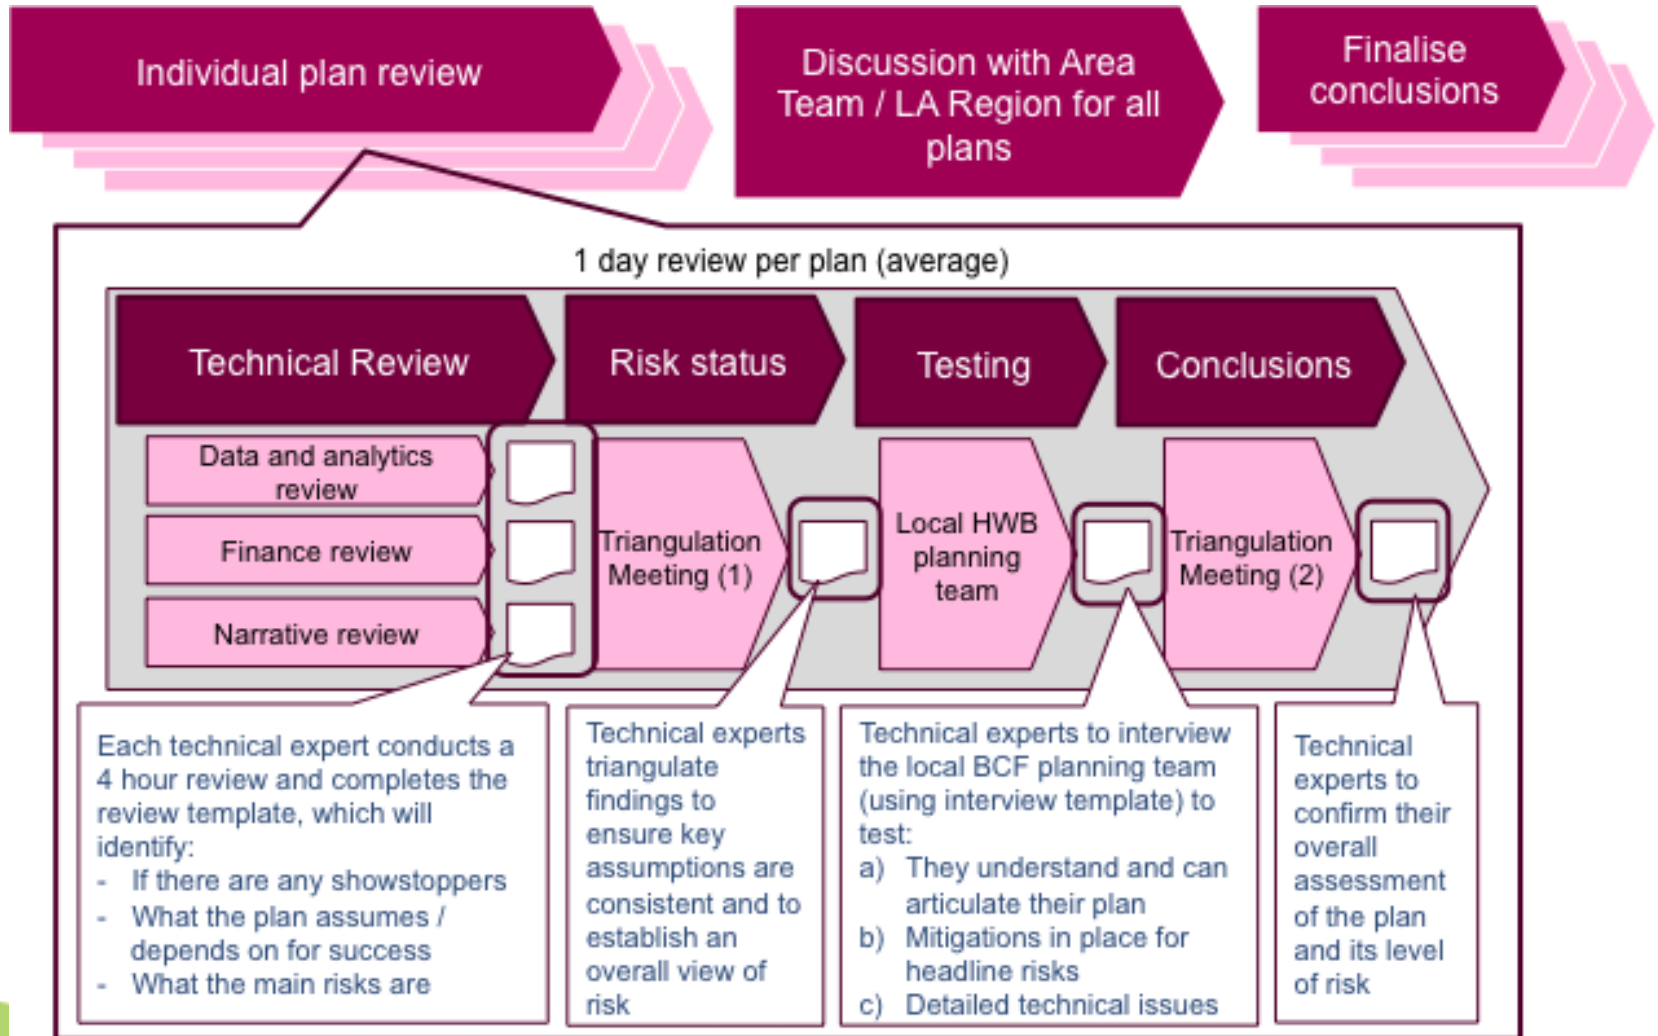 Individual plan review
Discussion with Area
Team / LA Region for all
plans
Finalise
conclusions
1 day review per plan (average)
Technical Review
Risk status
Testing
Conclusions
Data and analytics
review
Finance review
Narrative review
Triangulation
Meeting (1)
Local HWB
planning
team
Triangulation
Meeting (2)
Each technical expert conducts a
4 hour review and completes the
review template, which will
identify:
- If there are any showstoppers
- What the plan assumes /
depends on for success
- What the main risks are
Technical experts
triangulate
findings to
ensure key
assumptions are
consistent and to
establish an
overall view of
risk
Technical experts to interview
the local BCF planning team
(using interview template) to
test:
a) They understand and can
articulate their plan
b) Mitigations in place for
headline risks
c) Detailed technical issues
Technical
experts to
confirm their
overall
assessment
of the plan
and its level
of risk